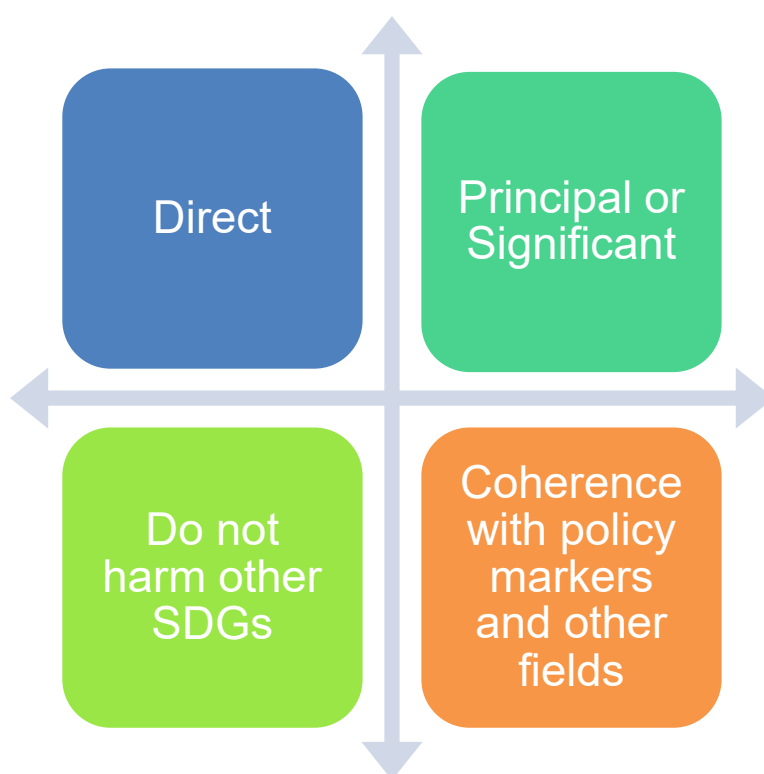 Direct
Principal or
Significant
Do not
harm other
SDGs
Coherence
with policy
markers
and other
fields